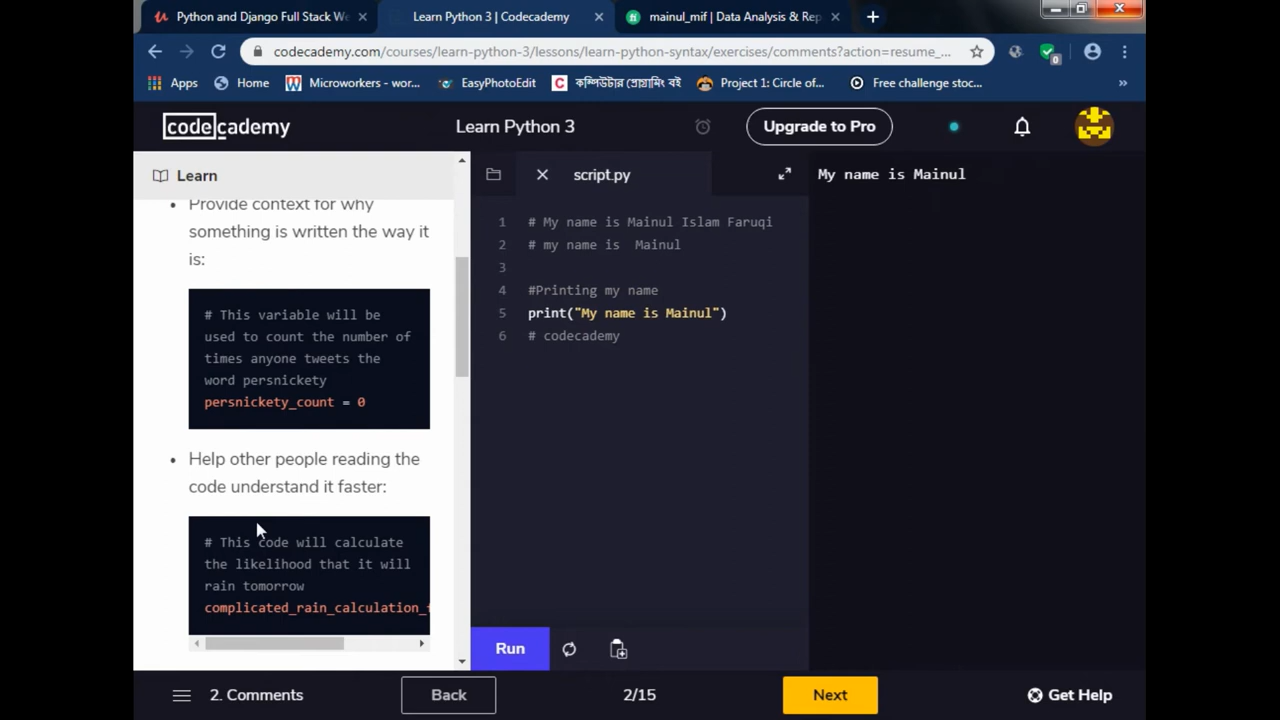 Python and Django Full Stack We
Learn Python 3 | Codecademy
mainul_mif | Data Analysis & Rep
codecademy.com/courses/learn-python-3/lessons/learn-python-syntax/exercises/comments?action=resume_...
0
Apps
Home
Microworkers - wor...
EasyPhotoEdit
কম্পিউটার প্রোগ্রামিং বই
Project 1: Circle of...
Free challenge stoc...
codecademy
Learn Python 3
Upgrade to Pro
Learn
Provide context for why
something is written the way it
is:
# This variable will be
used to count the number of
times anyone tweets the
word persnickety
persnickety_count = 0
Help other people reading the
code understand it faster:
# This code will calculate
the likelihood that it will
rain tomorrow
complicated_rain_calculation_
script.py
1 # My name is Mainul Islam Faruqi
2 # my name is  Mainul
3
4 #Printing my name
5 print("My name is Mainul")
6 # codecademy
My name is Mainul
Run
2. Comments
Back
2/15
Next
Get Help